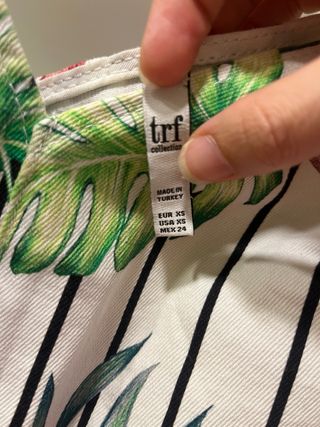 trf
collection
MADE IN
TURKEY
EUR XS
USA XS
MEX 24